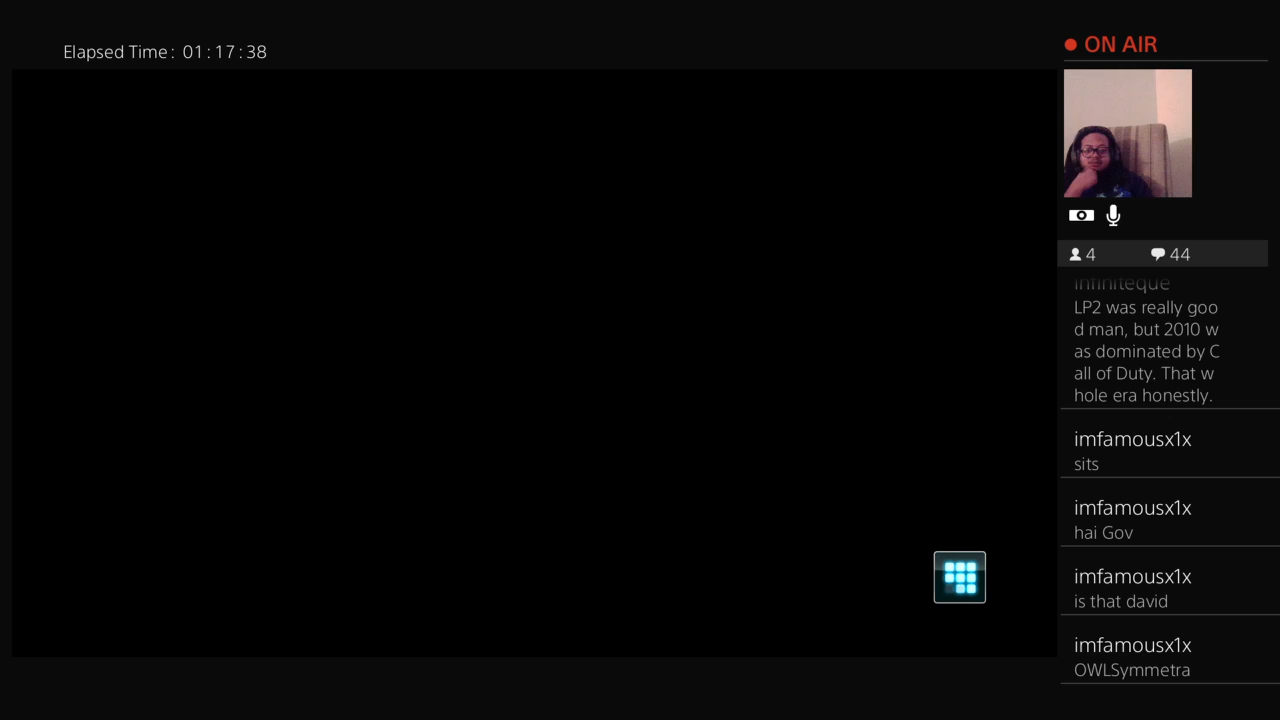 Elapsed Time: 01:17:38
ON AIR
4 44
infiniteque
LP2 was really goo
d man, but 2010 w
as dominated by C
all of Duty. That w
hole era honestly.
imfamousx1x
sits
imfamousx1x
hai Gov
imfamousx1x
is that david
imfamousx1x
OWLSymmetra